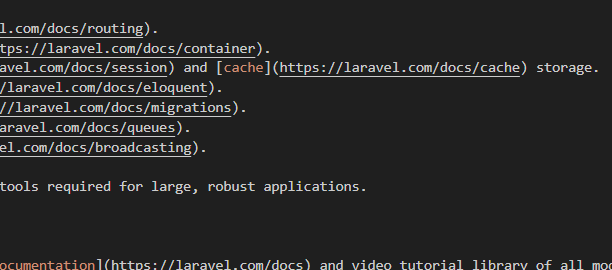 l.com/docs/routing).
tps://laravel.com/docs/container).
avel.com/docs/session) and [cache](https://laravel.com/docs/cache) storage.
/laravel.com/docs/eloquent).
//laravel.com/docs/migrations).
aravel.com/docs/queues).
el.com/docs/broadcasting).
tools required for large, robust applications.
ocumentation](https://laravel.com/docs) and video tutorial library of all mod